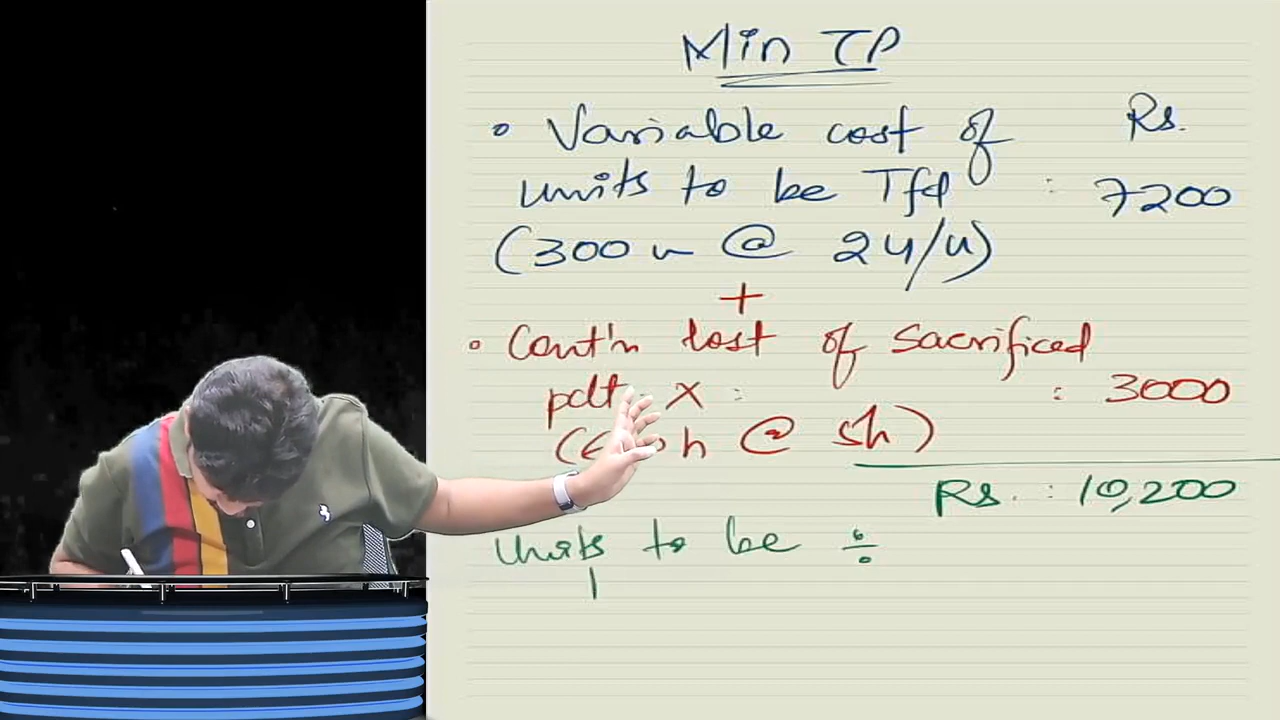 Min TP
• Variable cost of Rs.
units to be Tfd : 7200
(300 u @ 24/u)
+
• Cont'n lost of Sacrificed
pdt X : : 3000
h @ 5h)
Rs. : 10,200
Units to be ÷